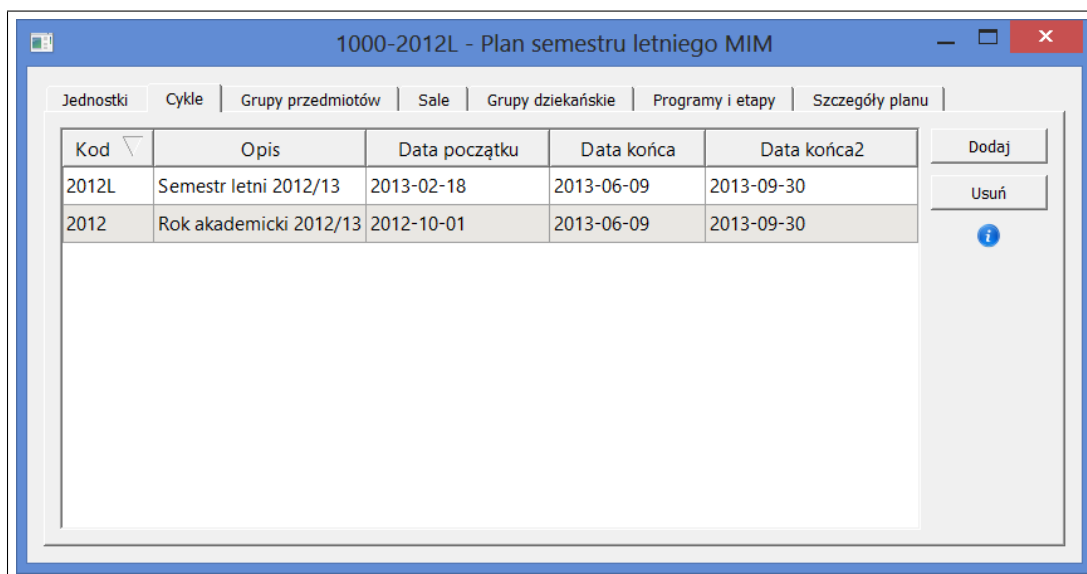 1000-2012L - Plan semestru letniego MIM
Jednostki Cykle Grupy przedmiotów Sale Grupy dziekańskie Programy i etapy Szczegóły planu
Kod Opis Data początku Data końca Data końca2 Dodaj
2012L Semestr letni 2012/13 2013-02-18 2013-06-09 2013-09-30 Usuń
2012 Rok akademicki 2012/13 2012-10-01 2013-06-09 2013-09-30